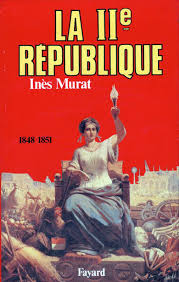 LA IIe
RÉPUBLIQUE
Inès Murat
1848-1851
Fayard